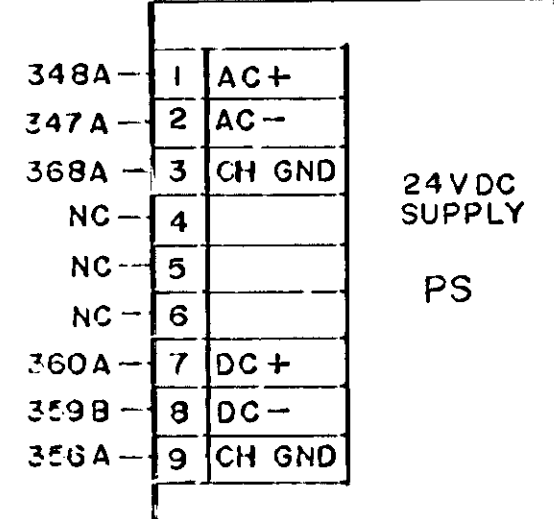 348A 1 AC+
347A 2 AC-
368A 3 CH GND
NC 4
NC 5
NC 6
360A 7 DC+
359B 8 DC-
356A 9 CH GND
24VDC
SUPPLY
PS